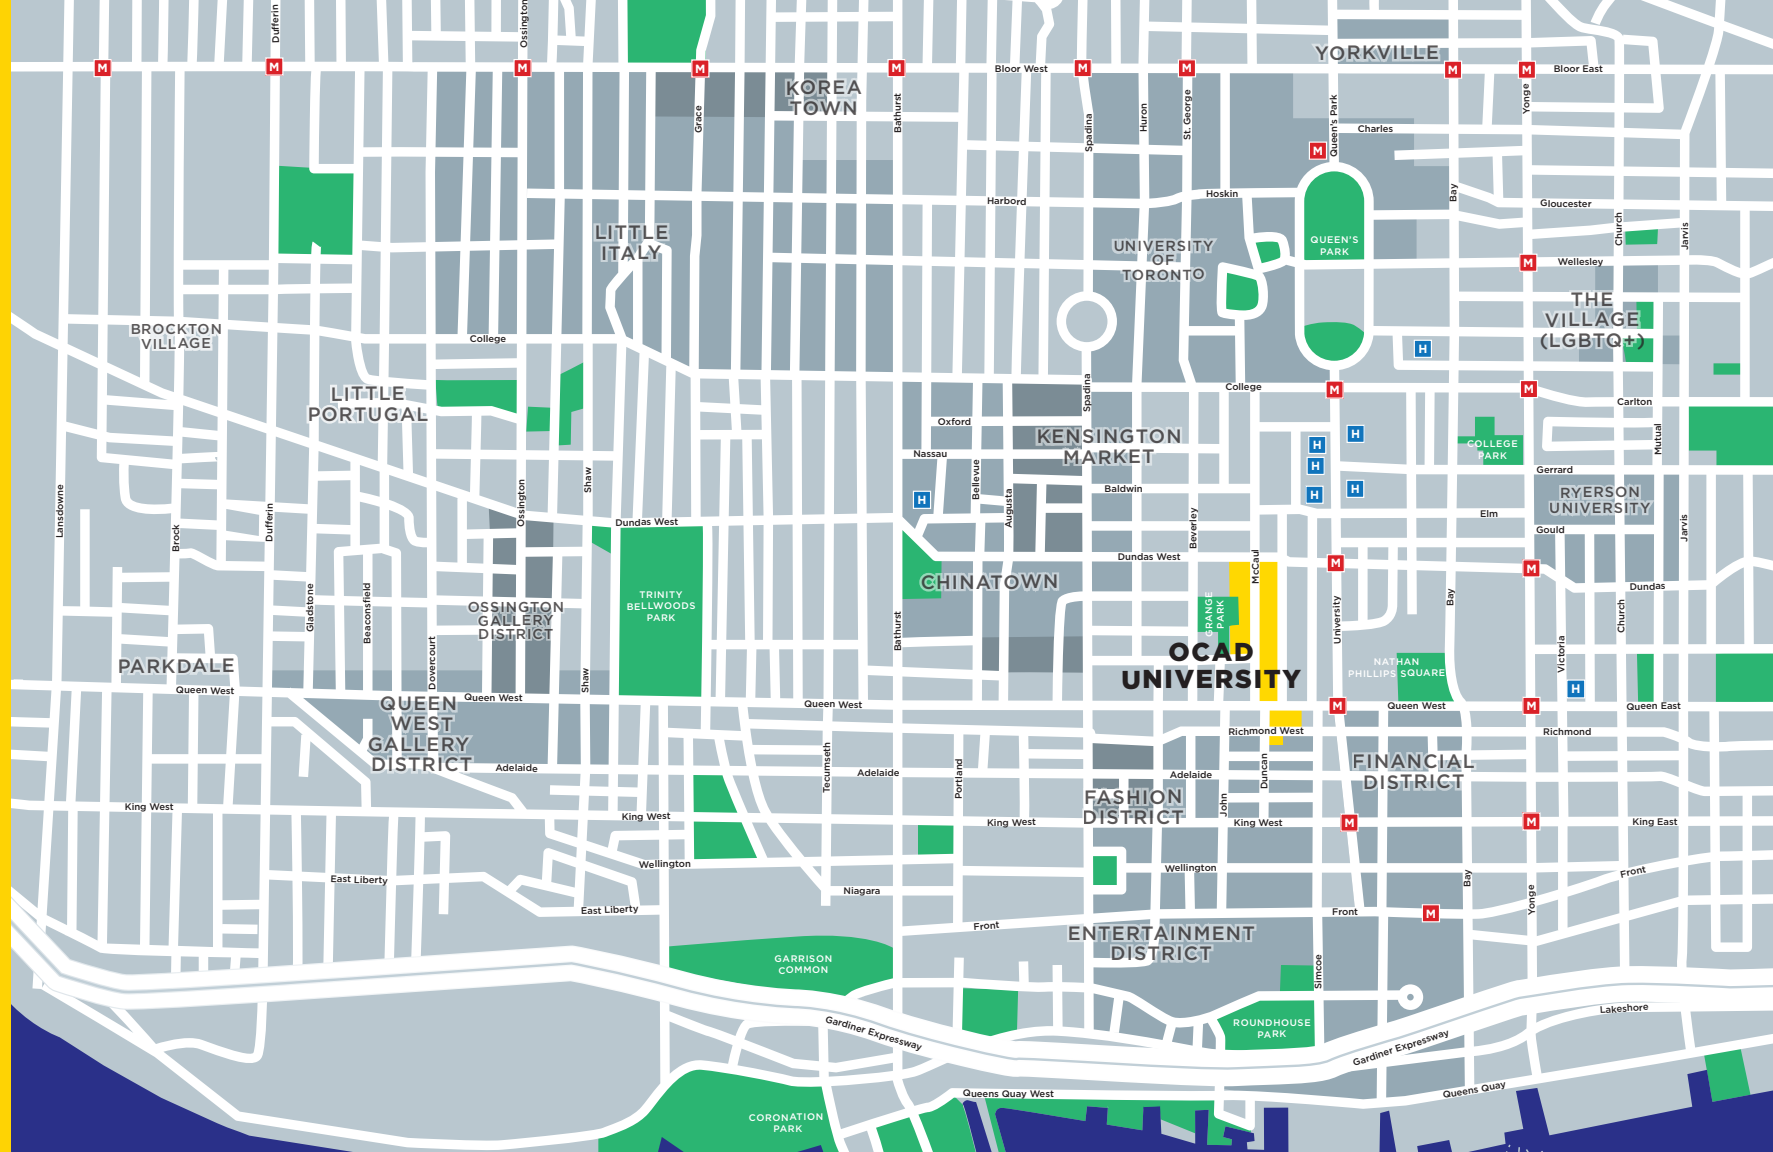 Dufferin
Ossington
YORKVILLE
M
M
M
M
M
Bloor West
M
M
M
M
Bloor East
KOREA
TOWN
Grace
Bathurst
Spadina
Huron
St. George
Queen's Park
Yonge
Charles
M
Harbord
Hoskin
Bay
Gloucester
Church
Jarvis
LITTLE
ITALY
UNIVERSITY
OF
TORONTO
QUEEN'S
PARK
M
Wellesley
THE
VILLAGE
(LGBTQ+)
BROCKTON
VILLAGE
College
H
LITTLE
PORTUGAL
Spadina
College
M
M
Carlton
Oxford
KENSINGTON
MARKET
H
H
H
H
H
COLLEGE
PARK
Mutual
Nassau
Gerrard
Shaw
Bellevue
Baldwin
RYERSON
UNIVERSITY
Lansdowne
Brock
Dufferin
Ossington
H
Augusta
Beverley
Elm
Gould
Jarvis
Dundas West
Dundas West
McCaul
M
M
Dundas
CHINATOWN
Gladstone
Beaconsfield
OSSINGTON
GALLERY
DISTRICT
TRINITY
BELLWOODS
PARK
Bathurst
GRANGE
PARK
University
Bay
Church
Victoria
OCAD
UNIVERSITY
PARKDALE
Dovercourt
Shaw
NATHAN
PHILLIPS SQUARE
H
Queen West
Queen West
Queen West
M
Queen West
M
Queen East
QUEEN
WEST
GALLERY
DISTRICT
Richmond West
Richmond
Adelaide
Tecumseth
Adelaide
Portland
Adelaide
Duncan
FINANCIAL
DISTRICT
FASHION
DISTRICT
John
King West
King West
King West
King West
M
M
King East
Wellington
Wellington
East Liberty
Niagara
Bay
Front
Yonge
East Liberty
Front
Front
M
ENTERTAINMENT
DISTRICT
GARRISON
COMMON
Simcoe
Gardiner Expressway
ROUNDHOUSE
PARK
Gardiner Expressway
Lakeshore
Queens Quay West
Queens Quay
CORONATION
PARK